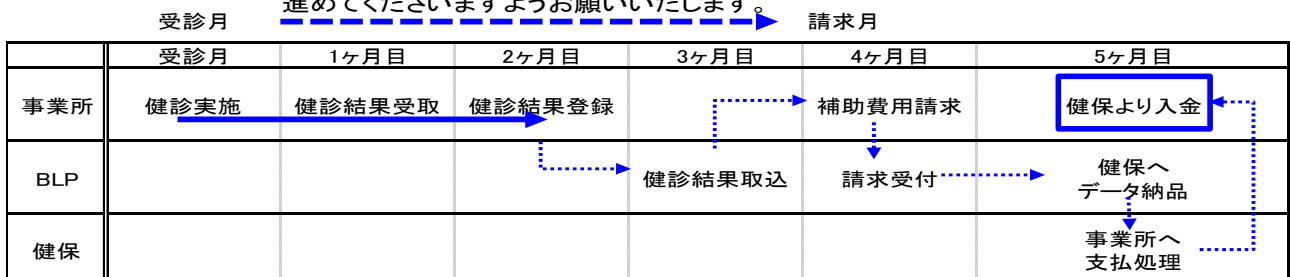 進めてくださいますようお願いいたします。
受診月 請求月
受診月 1ヶ月目 2ヶ月目 3ヶ月目 4ヶ月目 5ヶ月目
事業所 健診実施 健診結果受取 健診結果登録 補助費用請求 健保より入金
BLP 健診結果取込 請求受付 健保へ
データ納品
健保 事業所へ
支払処理